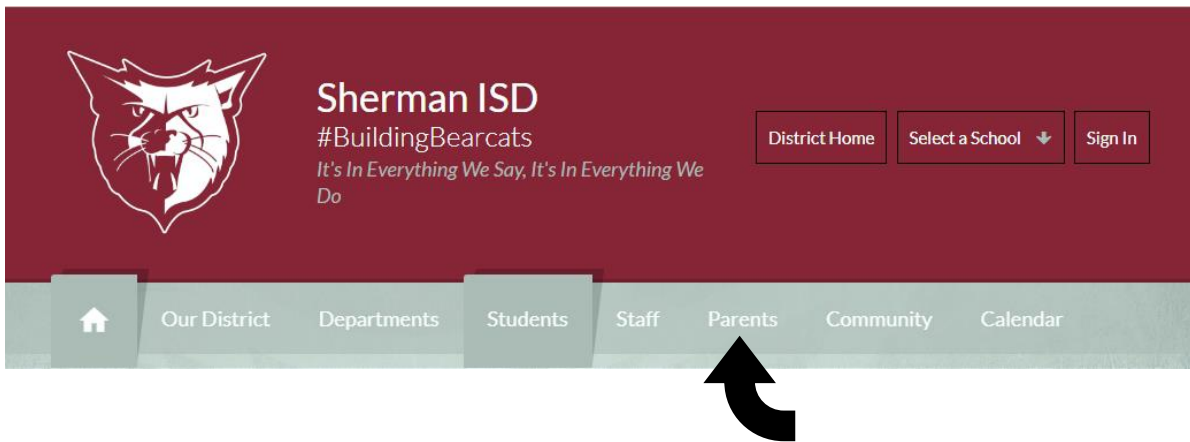 Sherman ISD
#BuildingBearcats
It's In Everything We Say, It's In Everything We
Do
District Home Select a School Sign In
Our District Departments Students Staff Parents Community Calendar